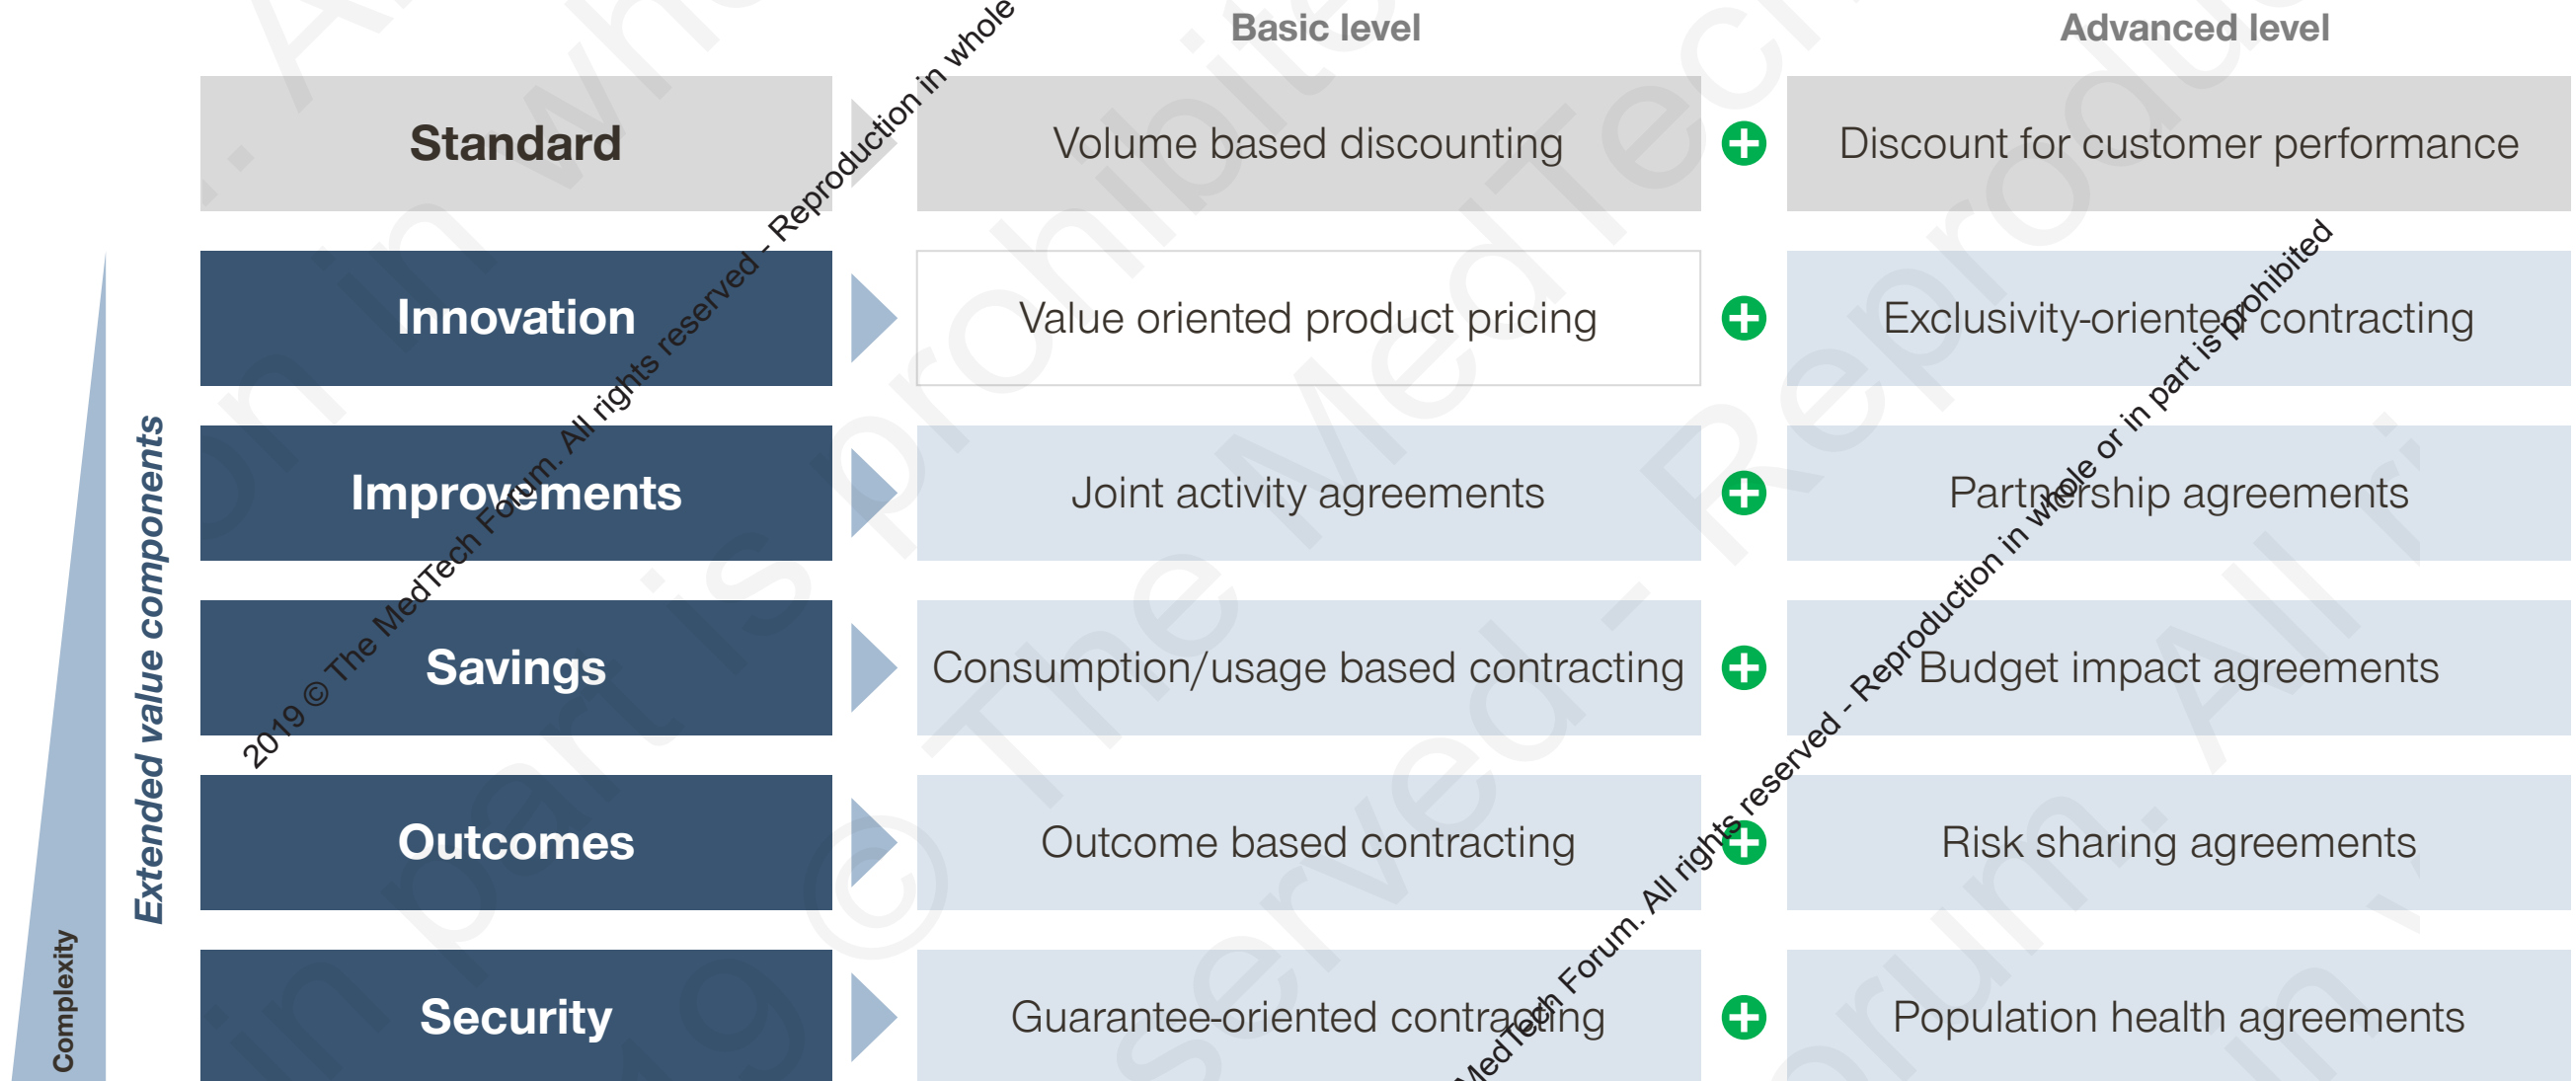 Basic level
Advanced level
Standard
Volume based discounting
Discount for customer performance
Innovation
Value oriented product pricing
Exclusivity-oriented contracting
Improvements
Joint activity agreements
Partnership agreements
Savings
Consumption/usage based contracting
Budget impact agreements
Outcomes
Outcome based contracting
Risk sharing agreements
Security
Guarantee-oriented contracting
Population health agreements
Extended value components
Complexity
2019 © The MedTech Forum. All rights reserved - Reproduction in whole
MedTech Forum. All rights reserved - Reproduction in whole or in part is prohibited